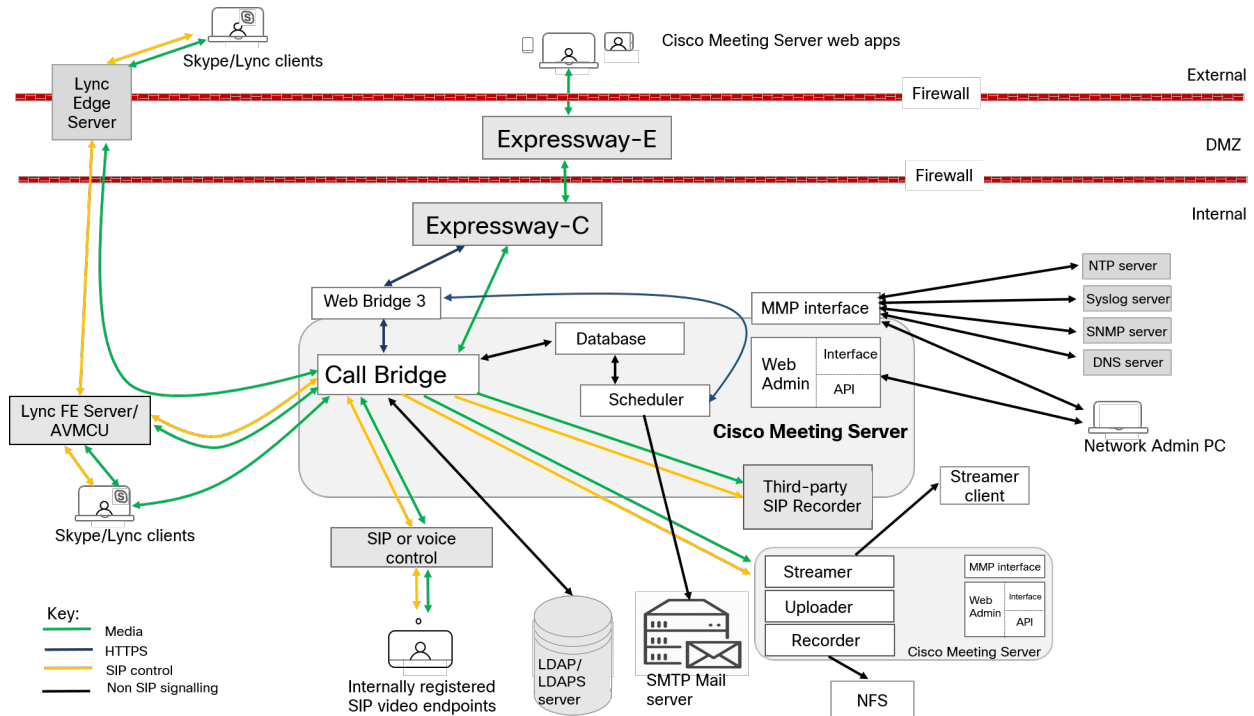 Skype/Lync clients
Cisco Meeting Server web apps
External
Lync
Edge
Server
Firewall
Expressway-E
DMZ
Firewall
Internal
Expressway-C
NTP server
Web Bridge 3
MMP interface
Syslog server
Database
SNMP server
Web
Admin
Interface
API
DNS server
Call Bridge
Scheduler
Lync FE Server/
AVMCU
Cisco Meeting Server
Network Admin PC
Third-party
SIP Recorder
Streamer
client
Skype/Lync clients
SIP or voice
control
Streamer
Uploader
Recorder
MMP interface
Web
Admin
Interface
API
Cisco Meeting Server
Key:
Media
HTTPS
SIP control
Non SIP signalling
Internally registered
SIP video endpoints
LDAP/
LDAPS
server
SMTP Mail
server
NFS